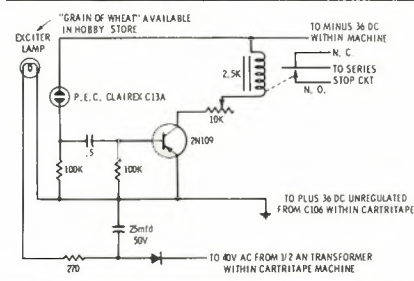 "GRAIN OF WHEAT" AVAILABLE
IN HOBBY STORE
EXCITER
LAMP
TO MINUS 36 DC
WITHIN MACHINE
N. C.
TO SERIES
STOP CKT
N. O.
2.5K
P.E.C. CLAIREX C13A
10K
2N109
.5
100K
100K
TO PLUS 36 DC UNREGULATED
FROM C106 WITHIN CARTRITAPE
25mfd
50V
270
TO 40V AC FROM 1/2 AN TRANSFORMER
WITHIN CARTRITAPE MACHINE